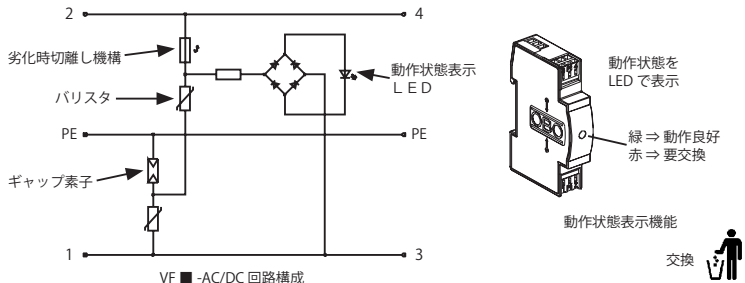 2
4
劣化時切離し機構
動作状態表示
ＬＥＤ
バリスタ
PE
PE
ギャップ素子
1
3
VF ■ -AC/DC 回路構成
動作状態を
LED で表示
OBO
緑 ⇒ 動作良好
赤 ⇒ 要交換
動作状態表示機能
交換